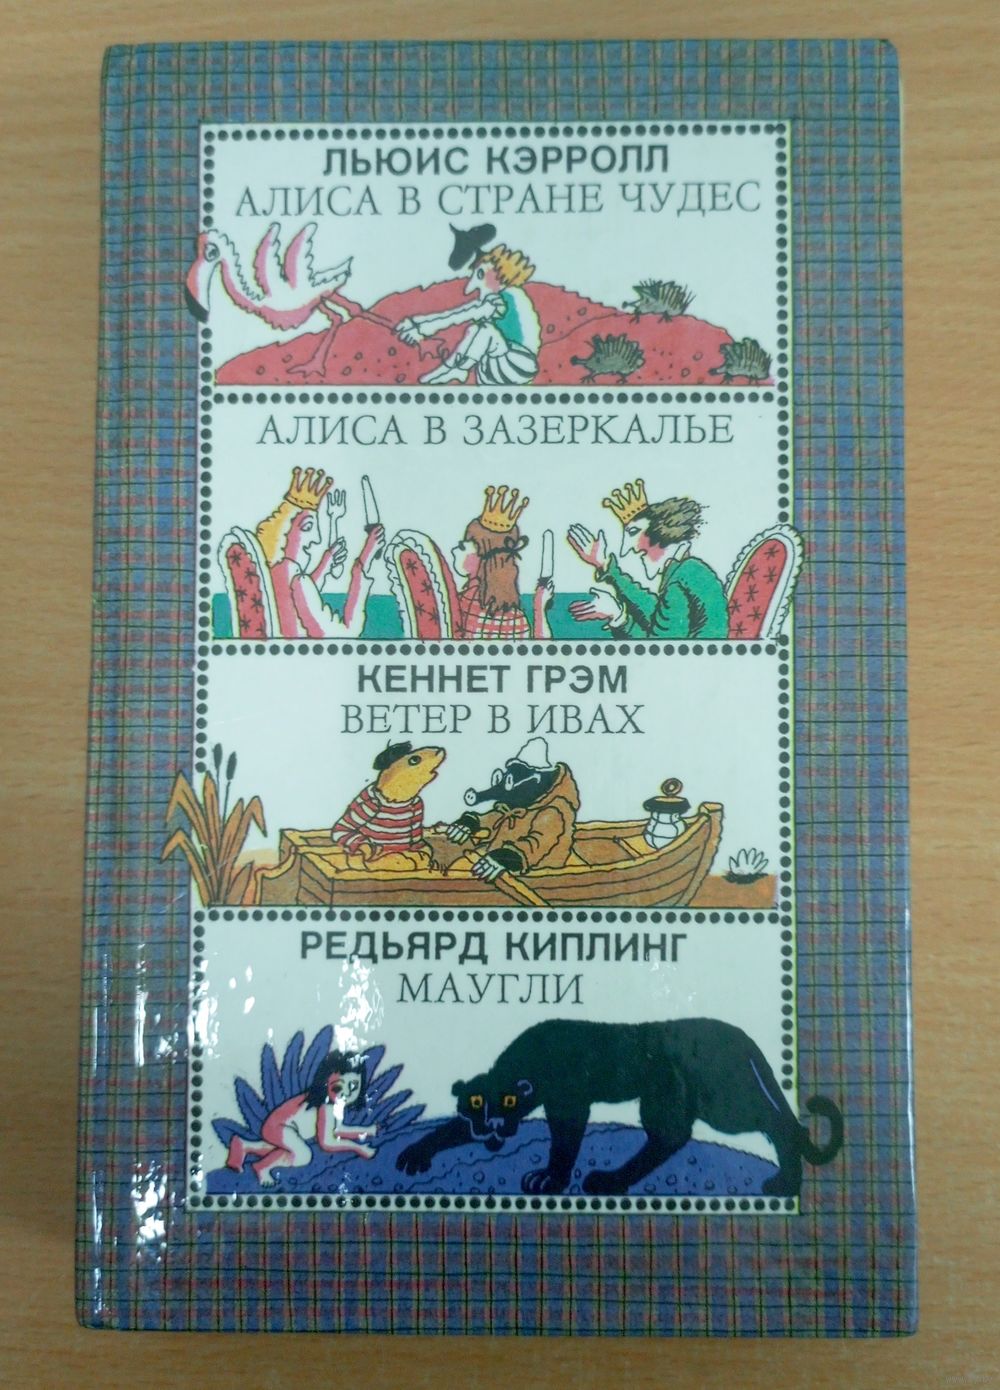 ЛЬЮИС КЭРРОЛЛ
АЛИСА В СТРАНЕ ЧУДЕС
АЛИСА В ЗАЗЕРКАЛЬЕ
КЕННЕТ ГРЭМ
ВЕТЕР В ИВАХ
РЕДЬЯРД КИПЛИНГ
МАУГЛИ